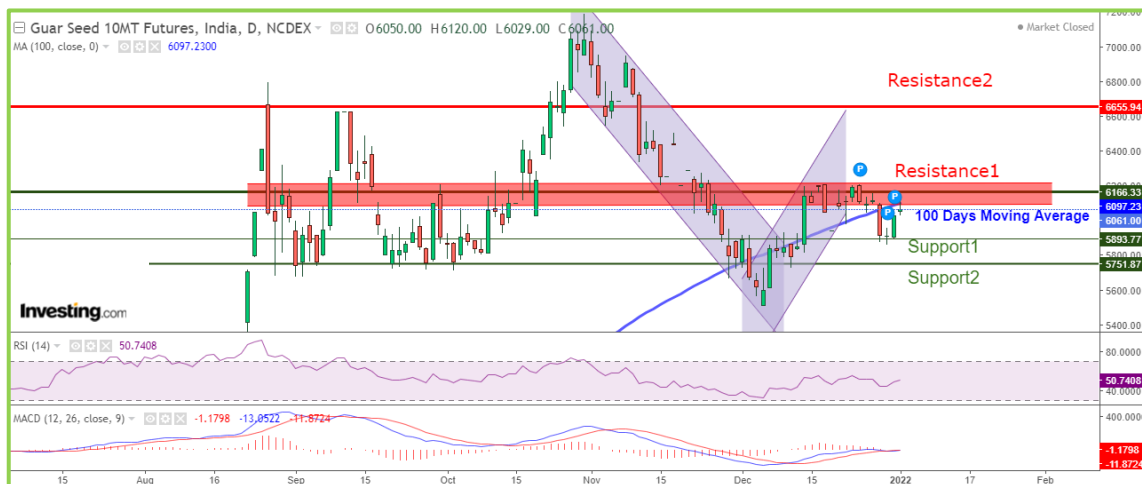 Guar Seed 10MT Futures, India, D, NCDEX O6050.00 H6120.00 L6029.00 C6061.00
Market Closed
MA (100, close, 0) 6097.2300
7200.00
7000.00
6800.00
Resistance2
6655.94
6600.00
6400.00
Resistance1
P
P
P
6166.33
6097.23
100 Days Moving Average
6061.00
6000.00
5893.77
Support1
5751.87
Support2
5600.00
5400.00
Investing.com
RSI (14) 50.7408
80.0000
50.7408
40.0000
MACD (12, 26, close, 9) -1.1798 -13.0522 -11.8724
400.0000
-1.1798
-11.8724
15 Aug 16 Sep 15 Oct 15 Nov 15 Dec 15 2022 17 Feb